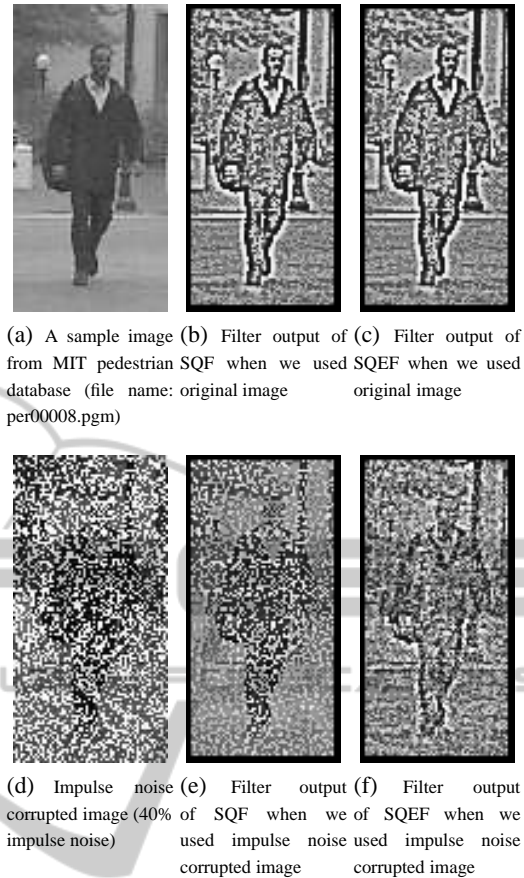 (a) A sample image from MIT pedestrian database (file name: per00008.pgm)
(b) Filter output of SQF when we used original image
(c) Filter output of SQEF when we used original image
(d) Impulse noise corrupted image (40% impulse noise)
(e) Filter output of SQF when we used impulse noise corrupted image
(f) Filter output of SQEF when we used impulse noise corrupted image